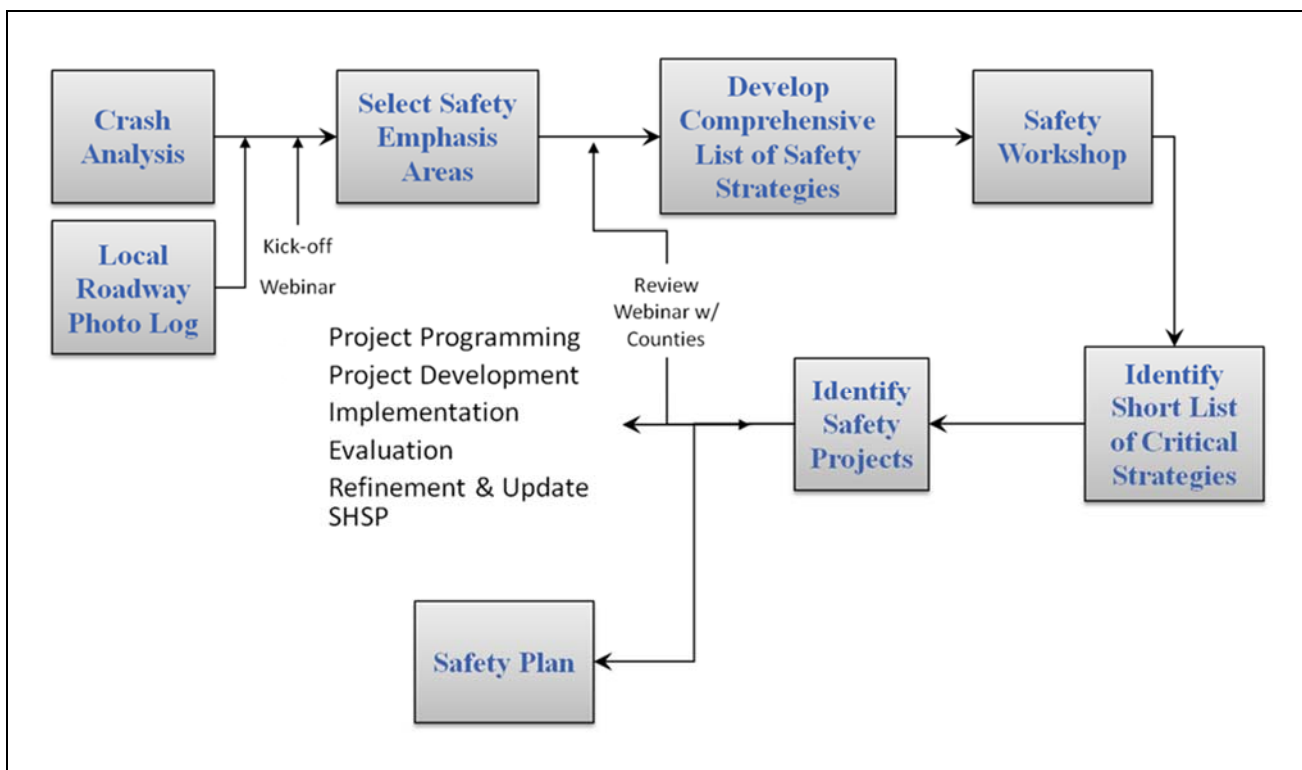 Crash
Analysis
Select Safety
Emphasis
Areas
Develop
Comprehensive
List of Safety
Strategies
Safety
Workshop
Local
Roadway
Photo Log
Kick-off
Webinar
Review
Webinar w/
Counties
Project Programming
Project Development
Implementation
Evaluation
Refinement & Update
SHSP
Identify
Safety
Projects
Identify
Short List
of Critical
Strategies
Safety Plan